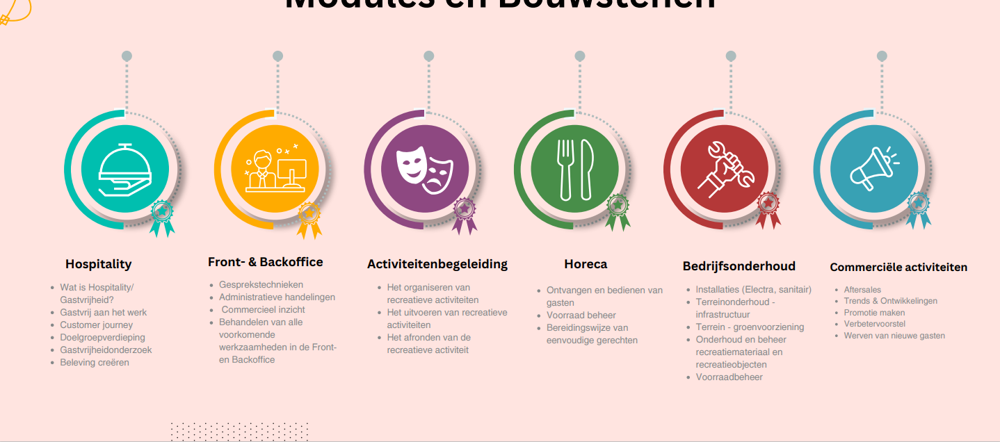 Modules en Bouwstenen
Hospitality
Wat is Hospitality/
Gastvrijheid?
Gastvrij aan het werk
Customer journey
Doelgroepverdieping
Gastvrijheidonderzoek
Beleving creëren
Front- & Backoffice
Gesprekstechnieken
Administratieve handelingen
Commercieel inzicht
Behandelen van alle
voorkomende
werkzaamheden in de Front-
en Backoffice
Activiteitenbegeleiding
Het organiseren van
recreatieve activiteiten
Het uitvoeren van recreatieve
activiteiten
Het afronden van de
recreatieve activiteit
Horeca
Ontvangen en bedienen van
gasten
Voorraad beheer
Bereidingswijze van
eenvoudige gerechten
Bedrijfsonderhoud
Installaties (Electra, sanitair)
Terreinonderhoud -
infrastructuur
Terrein - groenvoorziening
Onderhoud en beheer
recreatiemateriaal en
recreatieobjecten
Voorraadbeheer
Commerciële activiteiten
Aftersales
Trends & Ontwikkelingen
Promotie maken
Verbetervoorstel
Werven van nieuwe gasten